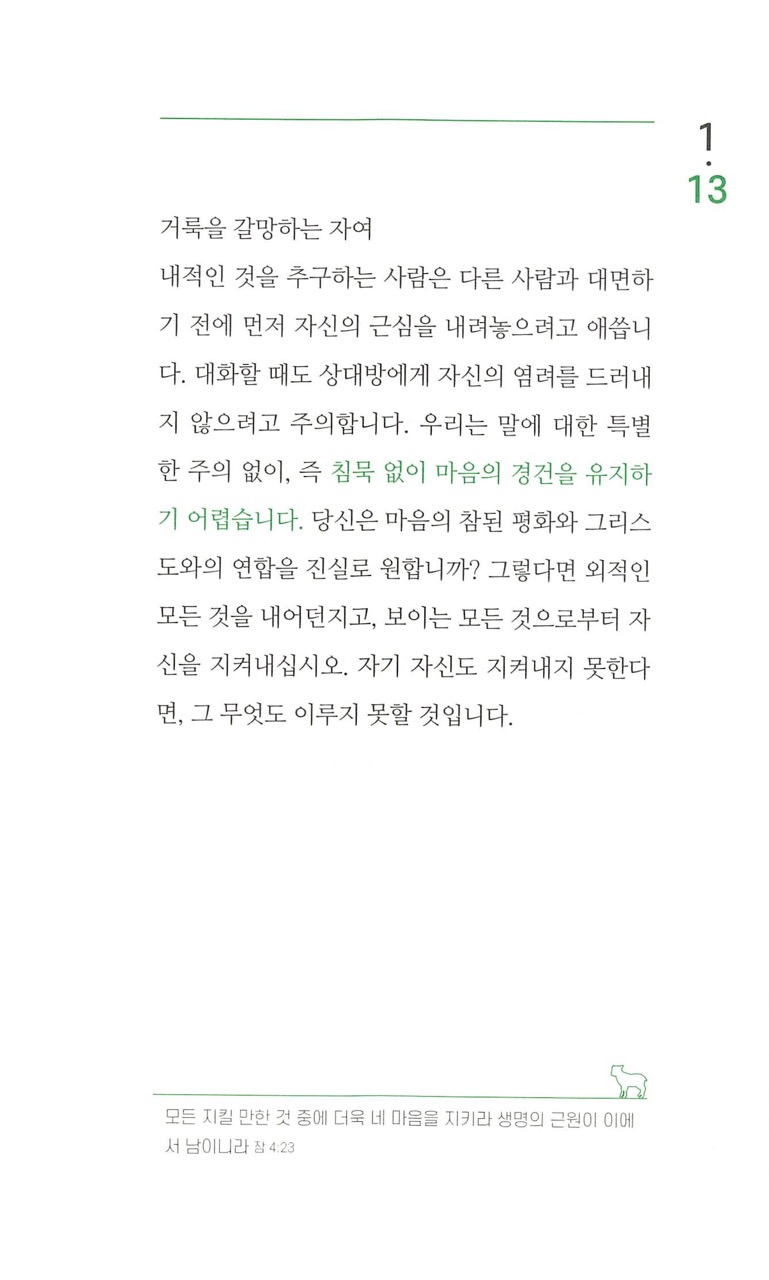 1
·
13
거룩을 갈망하는 자여
내적인 것을 추구하는 사람은 다른 사람과 대면하
기 전에 먼저 자신의 근심을 내려놓으려고 애씁니
다. 대화할 때도 상대방에게 자신의 염려를 드러내
지 않으려고 주의합니다. 우리는 말에 대한 특별
한 주의 없이, 즉 침묵 없이 마음의 경건을 유지하
기 어렵습니다. 당신은 마음의 참된 평화와 그리스
도와의 연합을 진실로 원합니까? 그렇다면 외적인
모든 것을 내어던지고, 보이는 모든 것으로부터 자
신을 지켜내십시오. 자기 자신도 지켜내지 못한다
면, 그 무엇도 이루지 못할 것입니다.
모든 지킬 만한 것 중에 더욱 네 마음을 지키라 생명의 근원이 이에
서 남이니라 잠 4:23